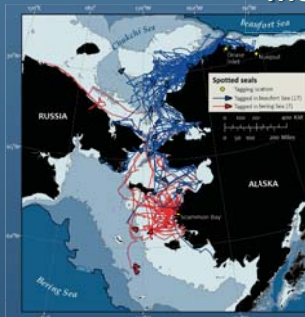 Beaufort Sea
Chukchi Sea
Dease
Inlet
Nuiqsut
Spotted seals
Tagging location
Tagged in Beaufort Sea (17)
Tagged in Bering Sea (7)
RUSSIA
ALASKA
Scammon Bay
Bering Sea